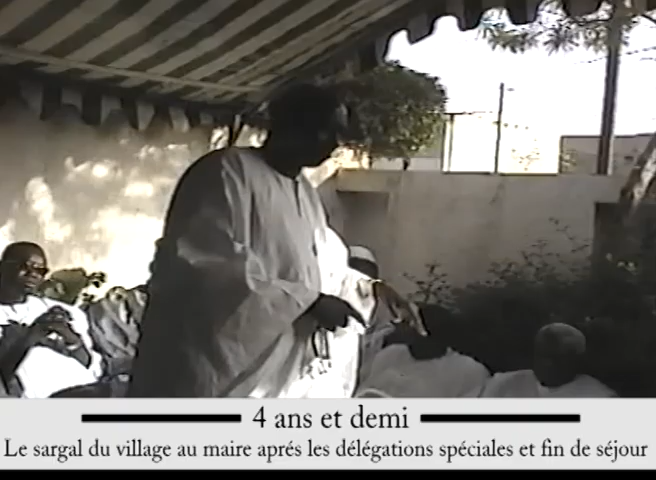 4 ans et demi
Le sargal du village au maire aprés les délégations spéciales et fin de séjour